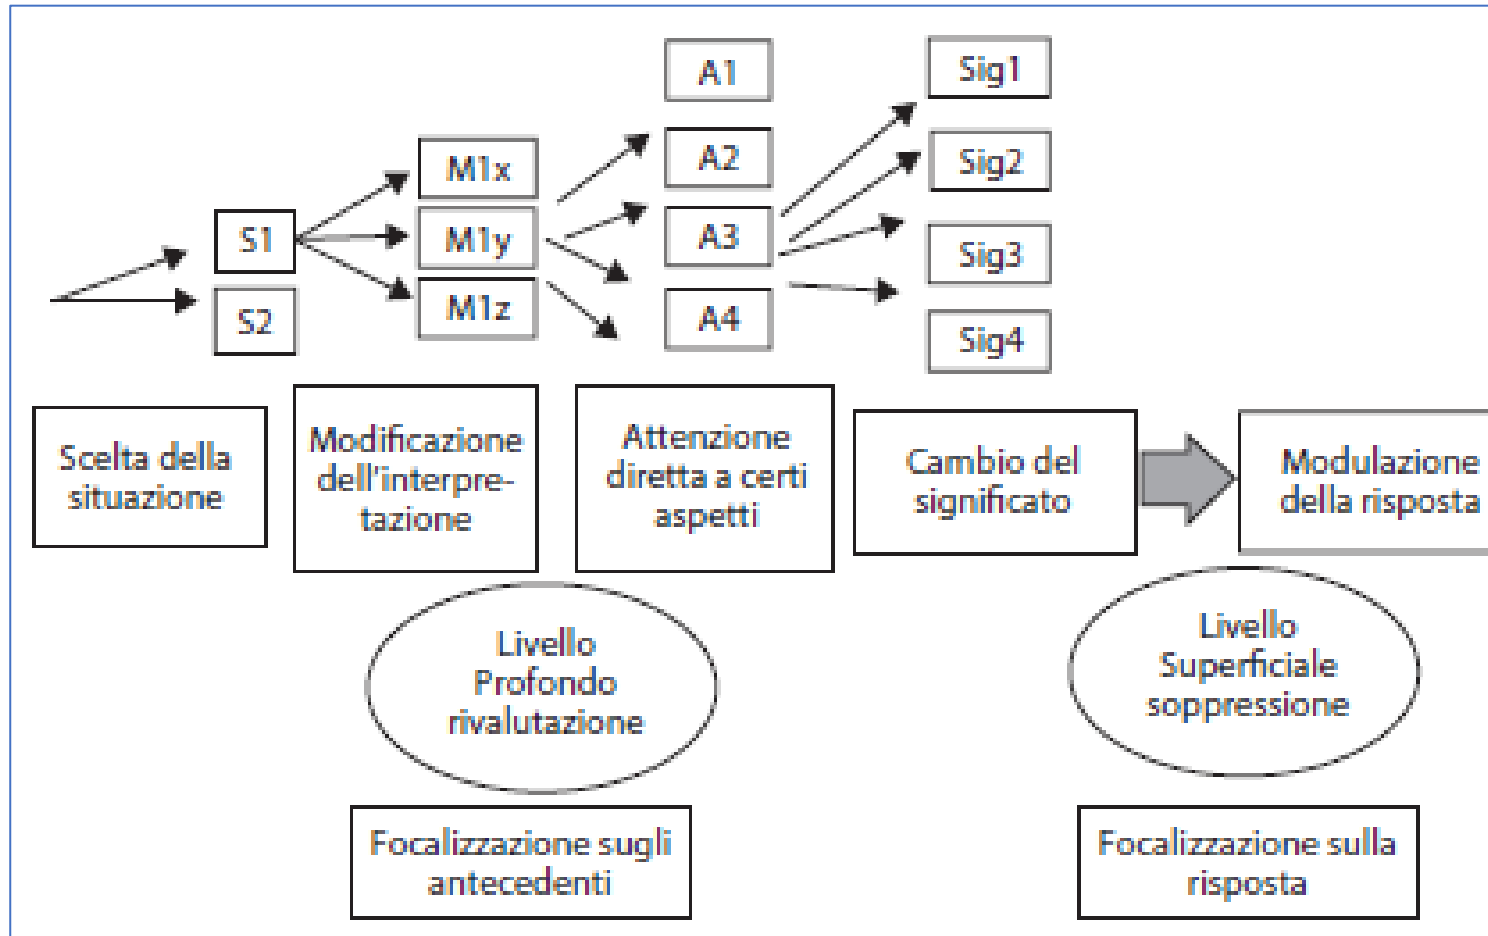 S1
S2
M1x
M1y
M1z
A1
A2
A3
A4
Sig1
Sig2
Sig3
Sig4
Scelta della
situazione
Modificazione
dell'interpre-
tazione
Attenzione
diretta a certi
aspetti
Cambio del
significato
Modulazione
della risposta
Livello
Profondo
rivalutazione
Livello
Superficiale
soppressione
Focalizzazione sugli
antecedenti
Focalizzazione sulla
risposta